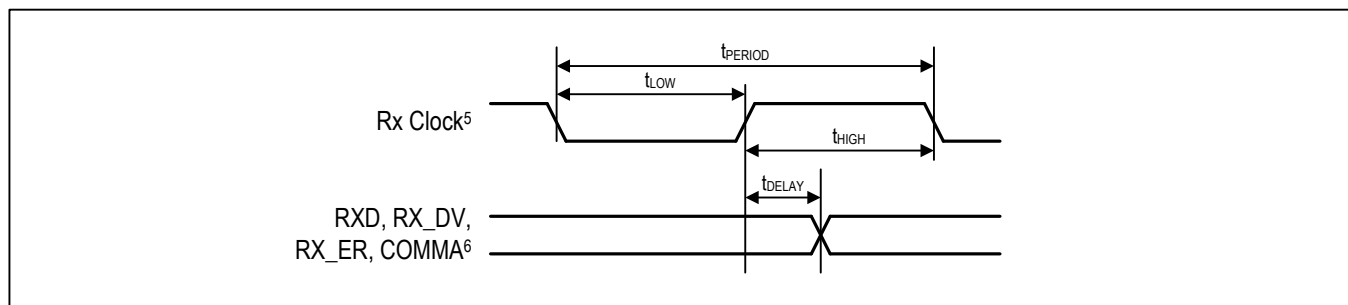 tPERIOD
tLOW
Rx Clock5
tHIGH
tDELAY
RXD, RX_DV,
RX_ER, COMMA6